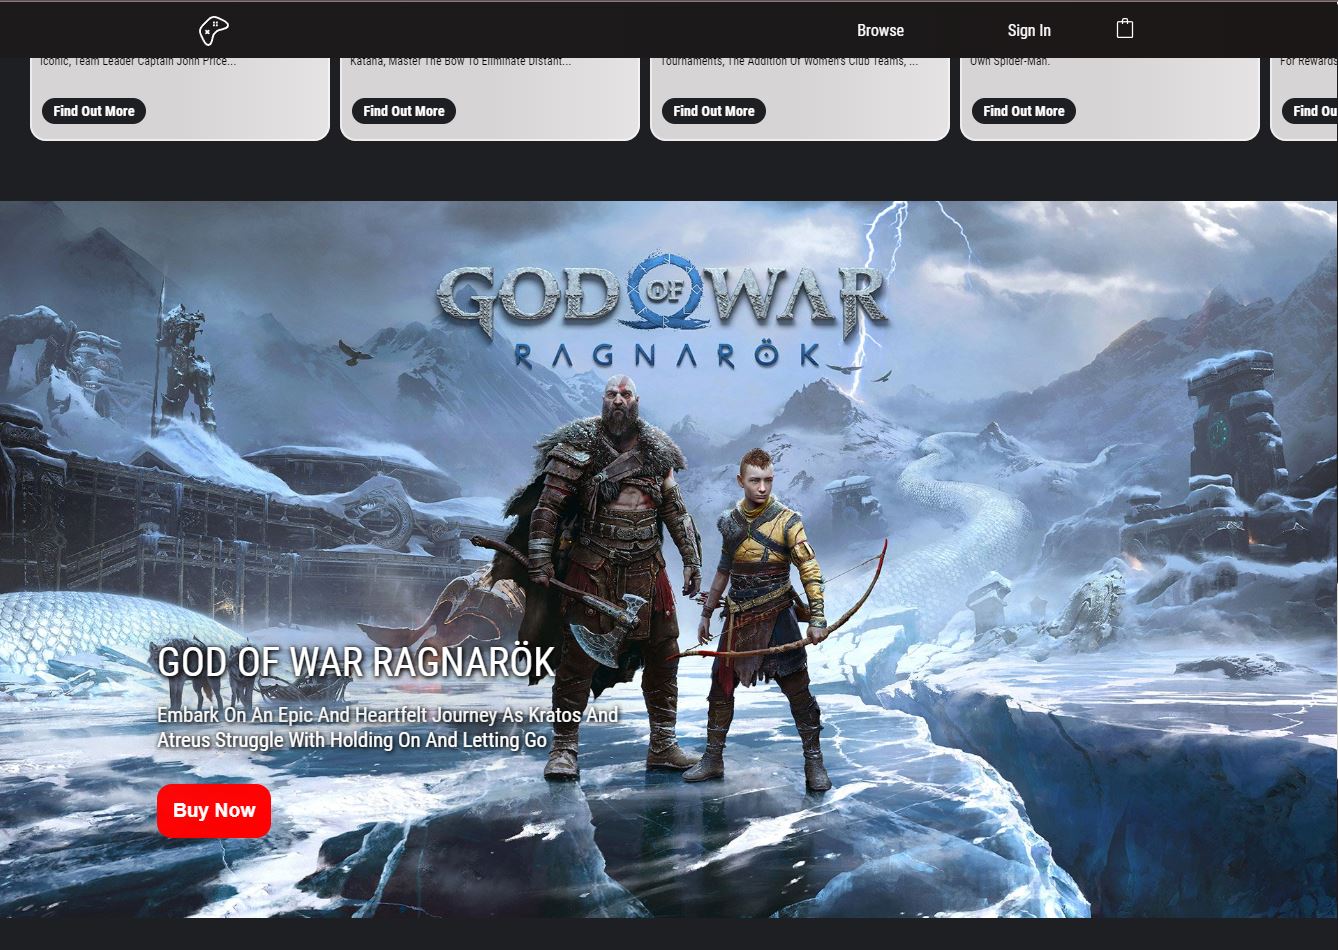 Browse
Sign In
Iconic, Team Leader Captain John Price...
Katana, Master The Bow To Eliminate Distant...
Tournaments, The Addition Of Women's Club Teams, ...
Own Spider-Man.
For Rewards
Find Out More
Find Out More
Find Out More
Find Out More
Find Ou
GOD OF WAR
RAGNARÖK
GOD OF WAR RAGNARÖK
Embark On An Epic And Heartfelt Journey As Kratos And
Atreus Struggle With Holding On And Letting Go
Buy Now